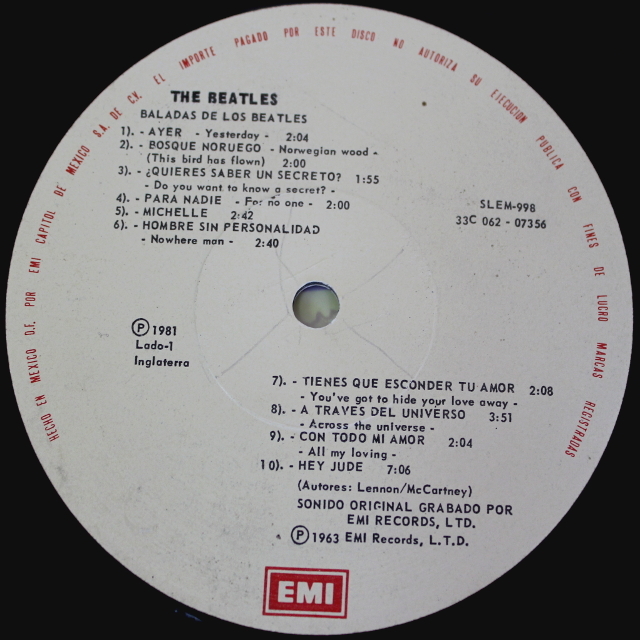 HECHO EN MEXICO D.F. POR EMI CAPITOL DE MEXICO S.A. DE C.V. EL IMPORTE PAGADO POR ESTE DISCO NO AUTORIZA SU EJECUCION PUBLICA CON FINES DE LUCRO MARCAS REGISTRADAS
THE BEATLES
BALADAS DE LOS BEATLES
1). - AYER - Yesterday - 2:04
2). - BOSQUE NORUEGO - Norwegian wood -
(This bird has flown) 2:00
3). - ¿QUIERES SABER UN SECRETO? 1:55
- Do you want to know a secret? -
4). - PARA NADIE - For no one - 2:00
5). - MICHELLE 2:42
6). - HOMBRE SIN PERSONALIDAD
- Nowhere man - 2:40
SLEM-998
33C 062 - 07356
Ⓟ 1981
Lado-1
Inglaterra
7). - TIENES QUE ESCONDER TU AMOR 2:08
- You've got to hide your love away -
8). - A TRAVES DEL UNIVERSO 3:51
- Across the universe -
9). - CON TODO MI AMOR 2:04
- All my loving -
10). - HEY JUDE 7:06
(Autores: Lennon/McCartney)
SONIDO ORIGINAL GRABADO POR
EMI RECORDS, LTD.
Ⓟ 1963 EMI Records, L.T.D.
EMI